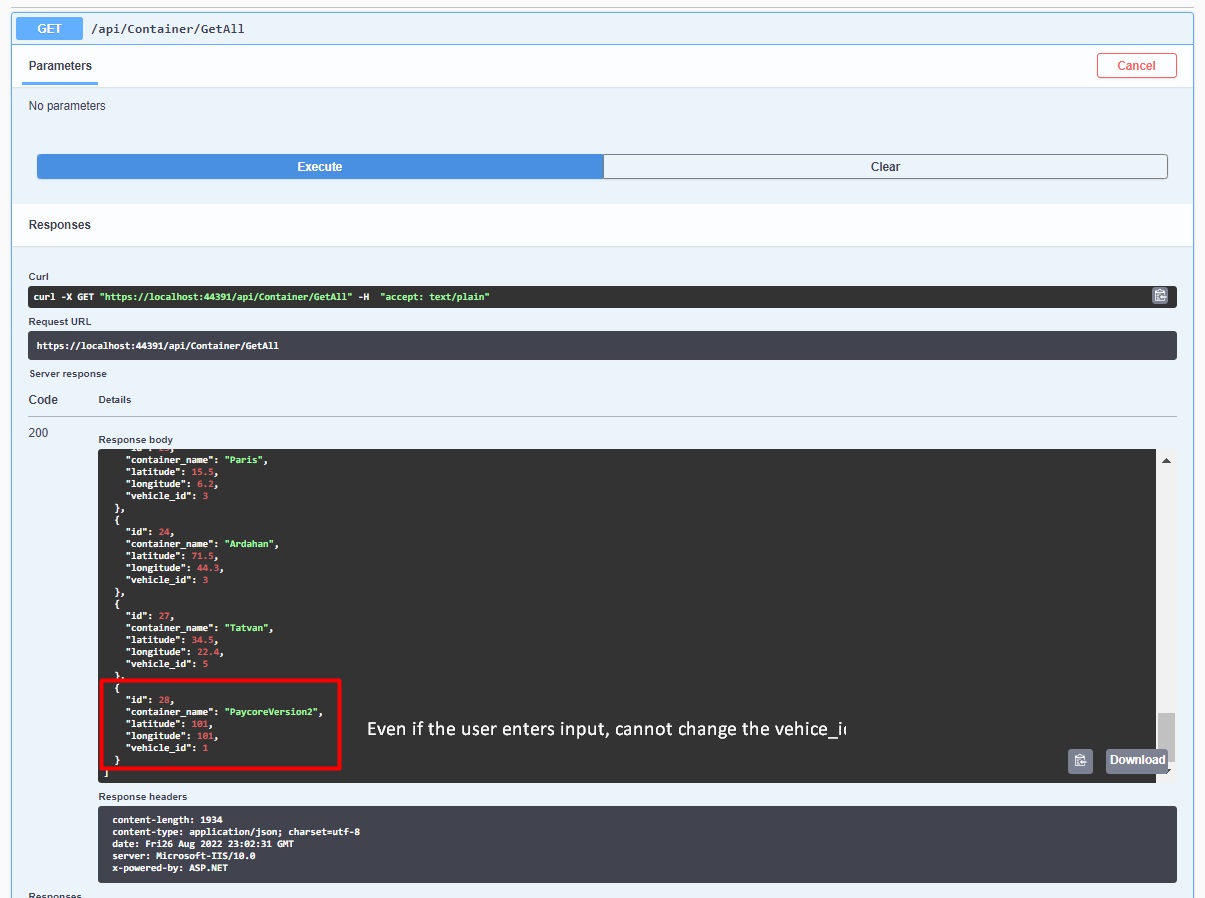 GET /api/Container/GetAll
Parameters
Cancel
No parameters
Execute
Clear
Responses
Curl
curl -X GET "https://localhost:44391/api/Container/GetAll" -H  "accept: text/plain"
Request URL
https://localhost:44391/api/Container/GetAll
Server response
Code Details
200
Response body
"container_name": "Paris",
"latitude": 15.5,
"longitude": 6.2,
"vehicle_id": 3
},
{
"id": 24,
"container_name": "Ardahan",
"latitude": 71.5,
"longitude": 44.3,
"vehicle_id": 3
},
{
"id": 27,
"container_name": "Tatvan",
"latitude": 34.5,
"longitude": 22.4,
"vehicle_id": 5
},
{
"id": 28,
"container_name": "PaycoreVersion2",
"latitude": 101,
"longitude": 101,
"vehicle_id": 1
}
]
Even if the user enters input, cannot change the vehice_id
Download
Response headers
content-length: 1934
content-type: application/json; charset=utf-8
date: Fri26 Aug 2022 23:02:31 GMT
server: Microsoft-IIS/10.0
x-powered-by: ASP.NET
Responses